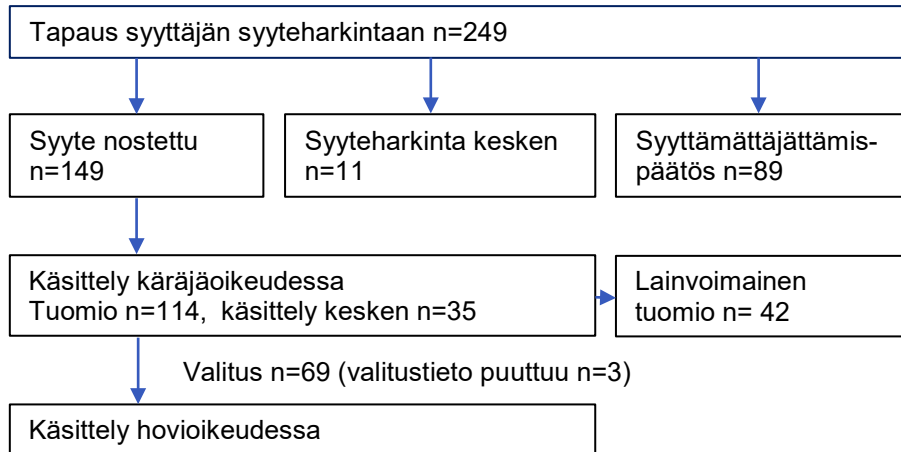 Tapaus syyttäjän syyteharkintaan n=249
Syyte nostettu
n=149
Syyteharkinta kesken
n=11
Syyttämättäjättämis-
päätös n=89
Käsittely käräjäoikeudessa
Tuomio n=114, käsittely kesken n=35
Lainvoimainen
tuomio n= 42
Valitus n=69 (valitustieto puuttuu n=3)
Käsittely hovioikeudessa